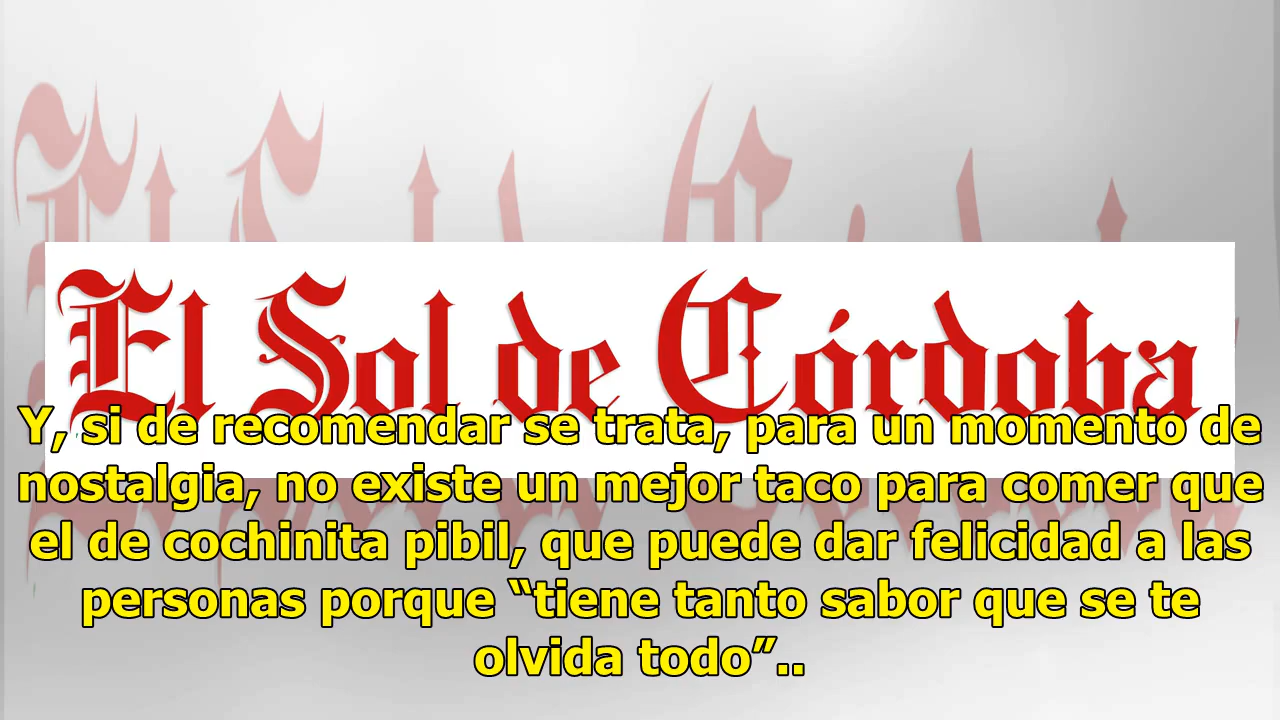 El Sol de Córdoba
Y, si de recomendar se trata, para un momento de
nostalgia, no existe un mejor taco para comer que
el de cochinita pibil, que puede dar felicidad a las
personas porque “tiene tanto sabor que se te
olvida todo”..